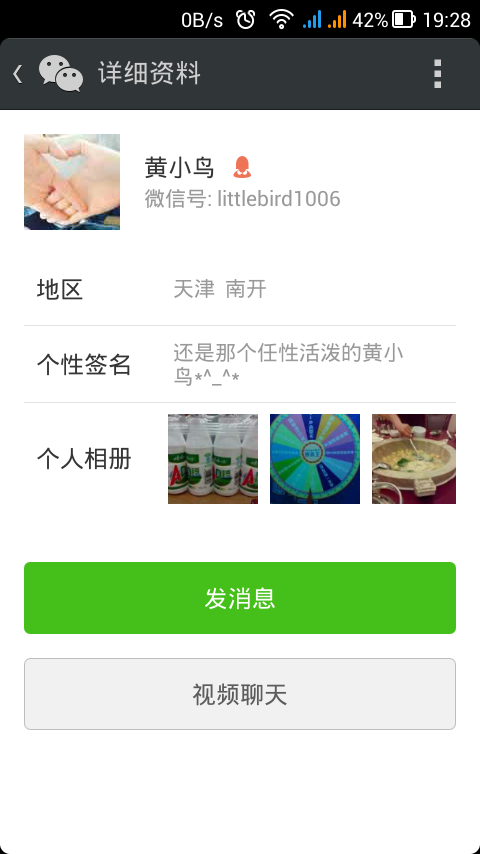 0B/s 42% 19:28
详细资料
黄小鸟
微信号: littlebird1006
地区 天津 南开
个性签名 还是那个任性活泼的黄小
鸟*^_^*
个人相册
发消息
视频聊天